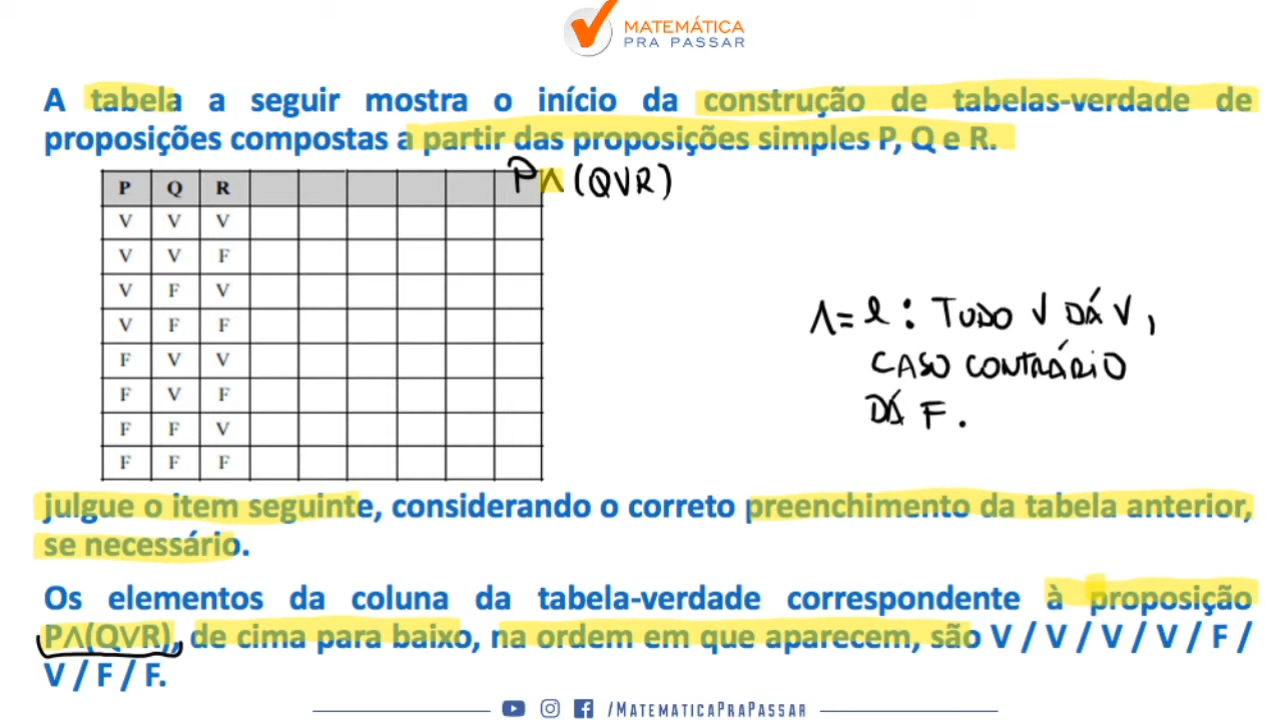 MATEMÁTICA
PRA PASSAR
A tabela a seguir mostra o início da construção de tabelas-verdade de
proposições compostas a partir das proposições simples P, Q e R.
P Q R P∧(QVR)
V V V
V V F
V F V
V F F
F V V
F V F
F F V
F F F
∧=e: TUDO V DÁ V,
CASO CONTRÁRIO
DÁ F.
julgue o item seguinte, considerando o correto preenchimento da tabela anterior,
se necessário.
Os elementos da coluna da tabela-verdade correspondente à proposição
P∧(QVR), de cima para baixo, na ordem em que aparecem, são V / V / V / V / F /
V / F / F.
/MATEMATICAPRAPASSAR